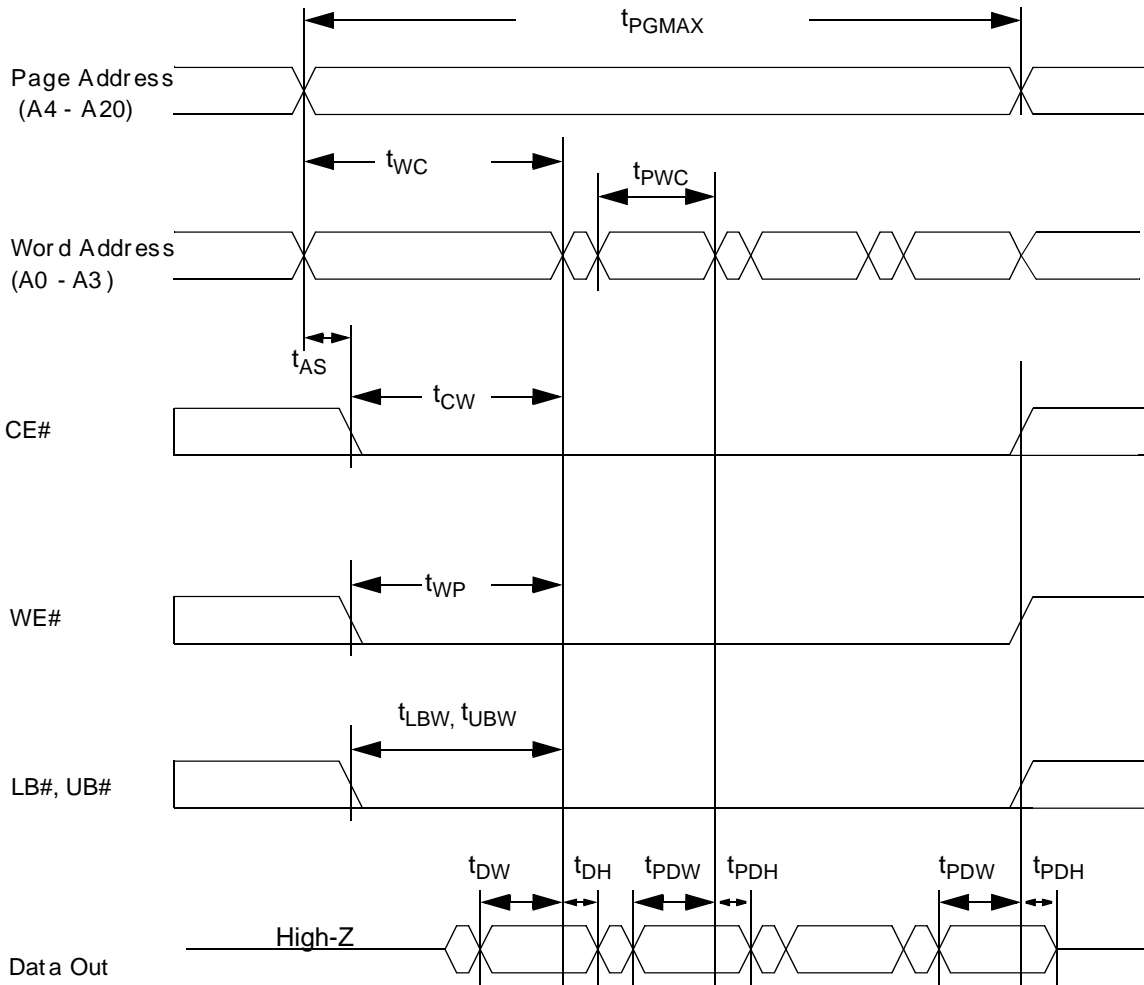 tPGMAX
Page Address
(A4 - A20)
tWC
tPWC
Word Address
(A0 - A3)
tAS
tCW
CE#
tWP
WE#
tLBW, tUBW
LB#, UB#
tDW
tDH
tPDW
tPDH
tPDW
tPDH
High-Z
Data Out